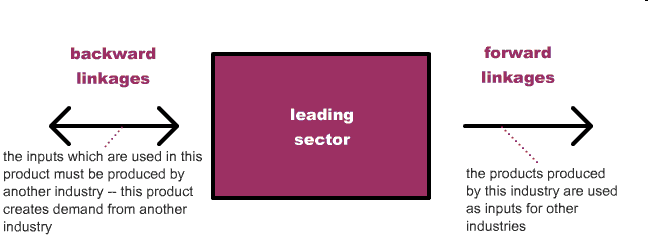 backward
linkages
the inputs which are used in this
product must be produced by
another industry -- this product
creates demand from another
industry
leading
sector
forward
linkages
the products produced
by this industry are used
as inputs for other
industries